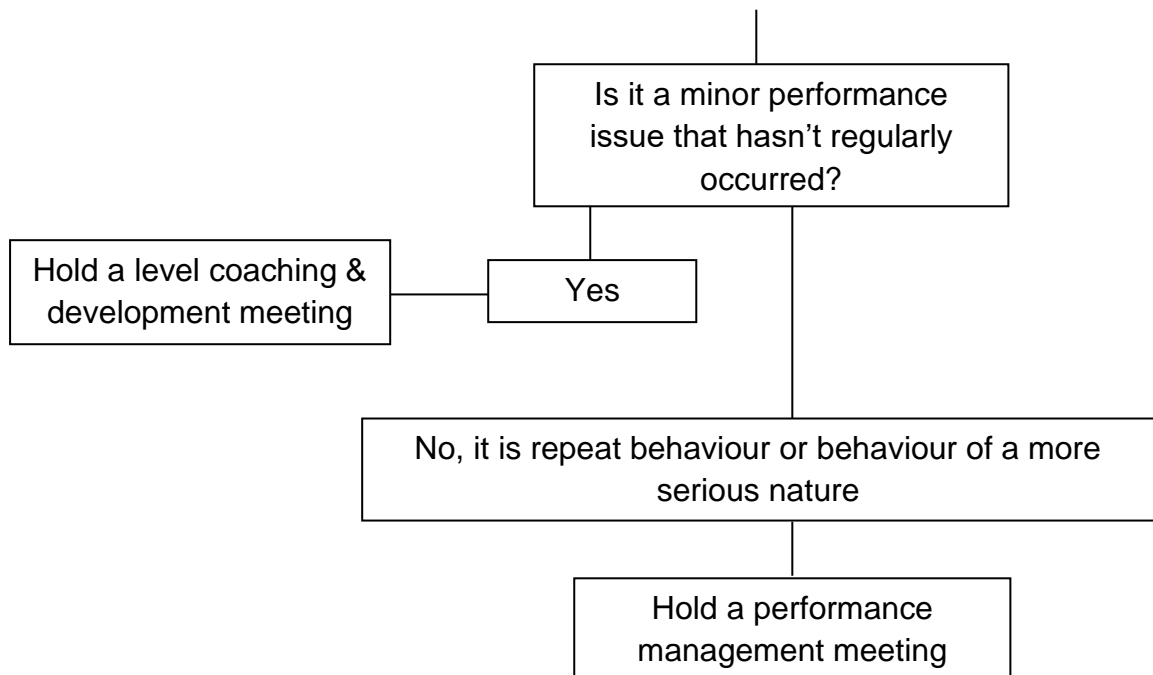 Is it a minor performance
issue that hasn’t regularly
occurred?
Hold a level coaching &
development meeting
Yes
No, it is repeat behaviour or behaviour of a more
serious nature
Hold a performance
management meeting